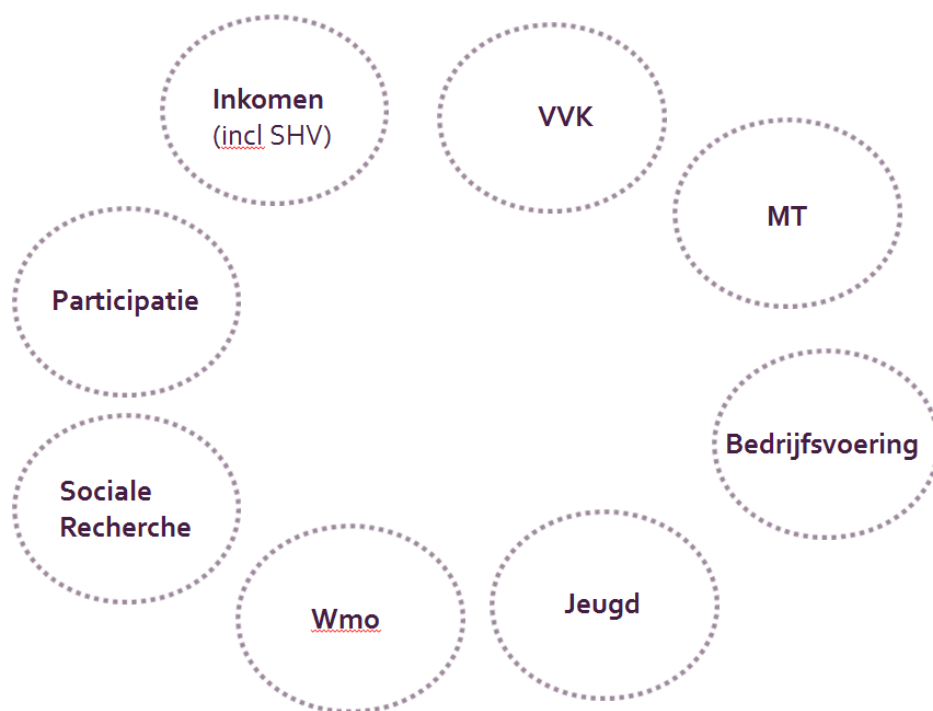 Inkomen
(incl SHV)
VVK
MT
Participatie
Bedrijfsvoering
Sociale
Recherche
Jeugd
Wmo